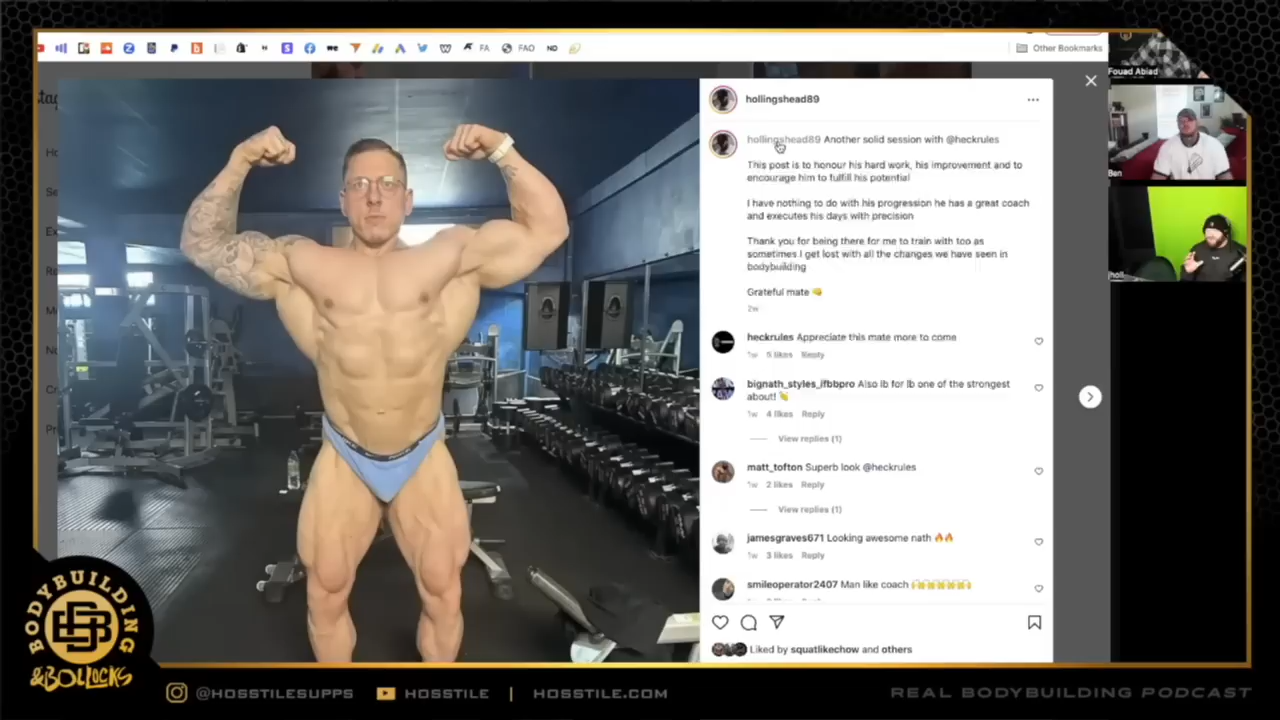 FA
FAO
ND
Other Bookmarks
Fouad Abiad
hollingshead89
hollingshead89 Another solid session with @heckrules
This post is to honour his hard work, his improvement and to
encourage him to fulfill his potential
I have nothing to do with his progression he has a great coach
and executes his days with precision
Thank you for being there for me to train with too as
sometimes I get lost with all the changes we have seen in
bodybuilding
Grateful mate 🤜
2w
heckrules Appreciate this mate more to come
1w 5 likes Reply
bignath_styles_ifbbpro Also lb for lb one of the strongest
about! 💪
1w 4 likes Reply
View replies (1)
matt_tofton Superb look @heckrules
1w 2 likes Reply
View replies (1)
jamesgraves671 Looking awesome nath 🔥🔥
1w 3 likes Reply
smileoperator2407 Man like coach 🙌🙌🙌🙌🙌🙌
Liked by squatlikechow and others
Ben
jholl
BODYBUILDING
&BOLLOCKS
@HOSSTILESUPPS
HOSSTILE | HOSSTILE.COM
REAL BODYBUILDING PODCAST